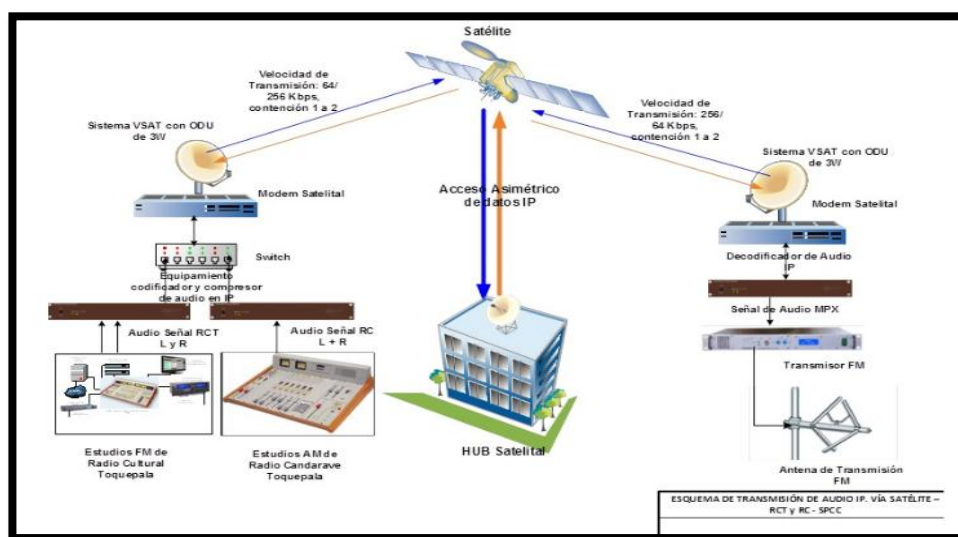 Satélite
Velocidad de
Transmisión: 64/
256 Kbps,
contención 1 a 2
Sistema VSAT con ODU
de 3W
Modem Satelital
Switch
Equipamiento
codificador y compresor
de audio en IP
Audio Señal RCT
L y R
Audio Señal RC
L + R
Estudios FM de
Radio Cultural
Toquepala
Estudios AM de
Radio Candarave
Toquepala
Acceso Asimétrico
de datos IP
HUB Satelital
Velocidad de
Transmisión: 256/
64 Kbps,
contención 1 a 2
Sistema VSAT con ODU
de 3W
Modem Satelital
Decodificador de Audio
IP
Señal de Audio MPX
Transmisor FM
Antena de Transmisión
FM
ESQUEMA DE TRANSMISIÓN DE AUDIO IP. VÍA SATÉLITE –
RCT y RC - SPCC